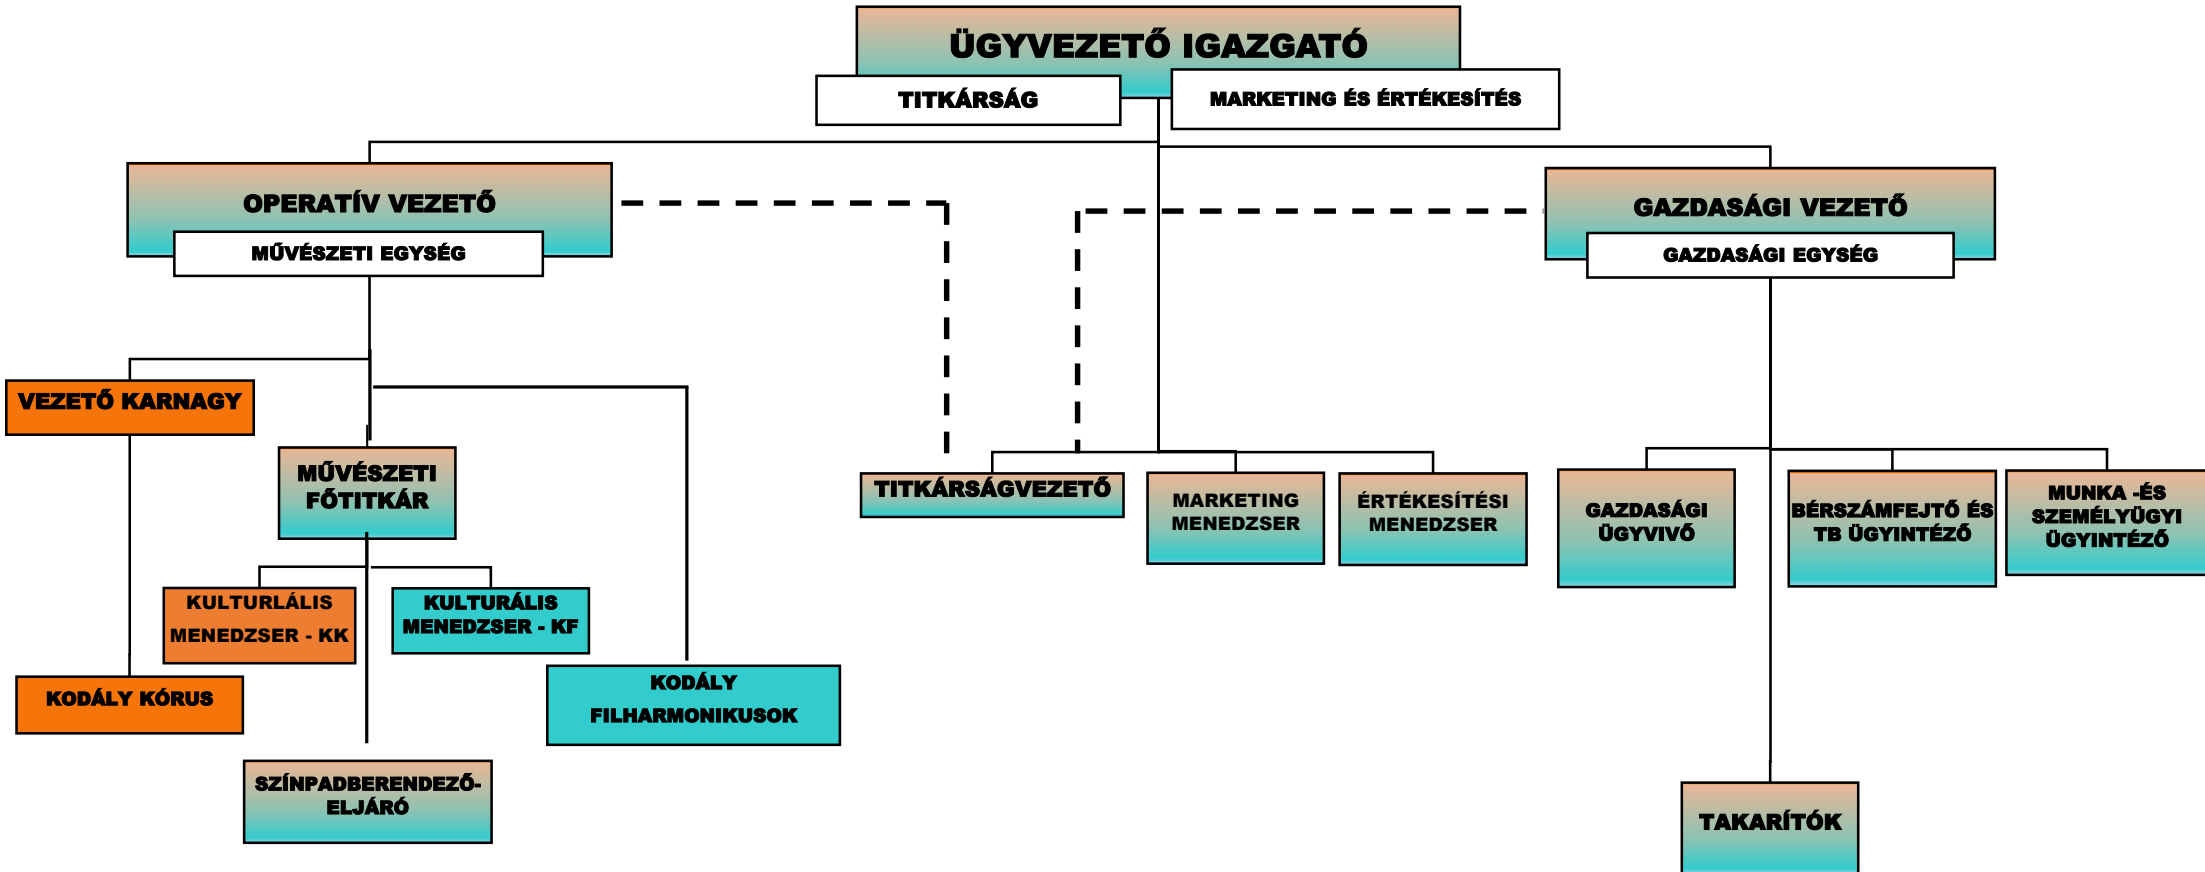 ÜGYVEZETŐ IGAZGATÓ
TITKÁRSÁG
MARKETING ÉS ÉRTÉKESÍTÉS
OPERATÍV VEZETŐ
MŰVÉSZETI EGYSÉG
GAZDASÁGI VEZETŐ
GAZDASÁGI EGYSÉG
VEZETŐ KARNAGY
MŰVÉSZETI
FŐTITKÁR
TITKÁRSÁGVEZETŐ
MARKETING
MENEDZSER
ÉRTÉKESÍTÉSI
MENEDZSER
GAZDASÁGI
ÜGYVIVŐ
BÉRSZÁMFEJTŐ ÉS
TB ÜGYINTÉZŐ
MUNKA -ÉS
SZEMÉLYÜGYI
ÜGYINTÉZŐ
KULTURLÁLIS
MENEDZSER - KK
KULTURÁLIS
MENEDZSER - KF
KODÁLY KÓRUS
KODÁLY
FILHARMONIKUSOK
SZÍNPADBERENDEZŐ-
ELJÁRÓ
TAKARÍTÓK